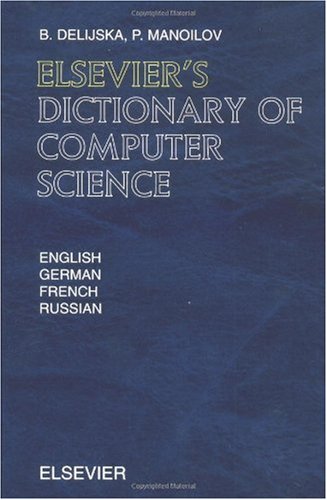 B. DELIJSKA, P. MANOILOV
ELSEVIER'S
DICTIONARY OF
COMPUTER
SCIENCE
ENGLISH
GERMAN
FRENCH
RUSSIAN
ELSEVIER